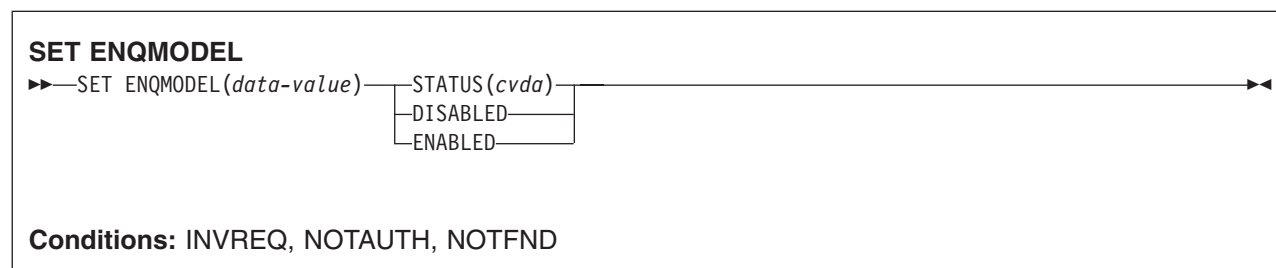 SET ENQMODEL
SET ENQMODEL(data-value) STATUS(cvda)
DISABLED
ENABLED
Conditions: INVREQ, NOTAUTH, NOTFND